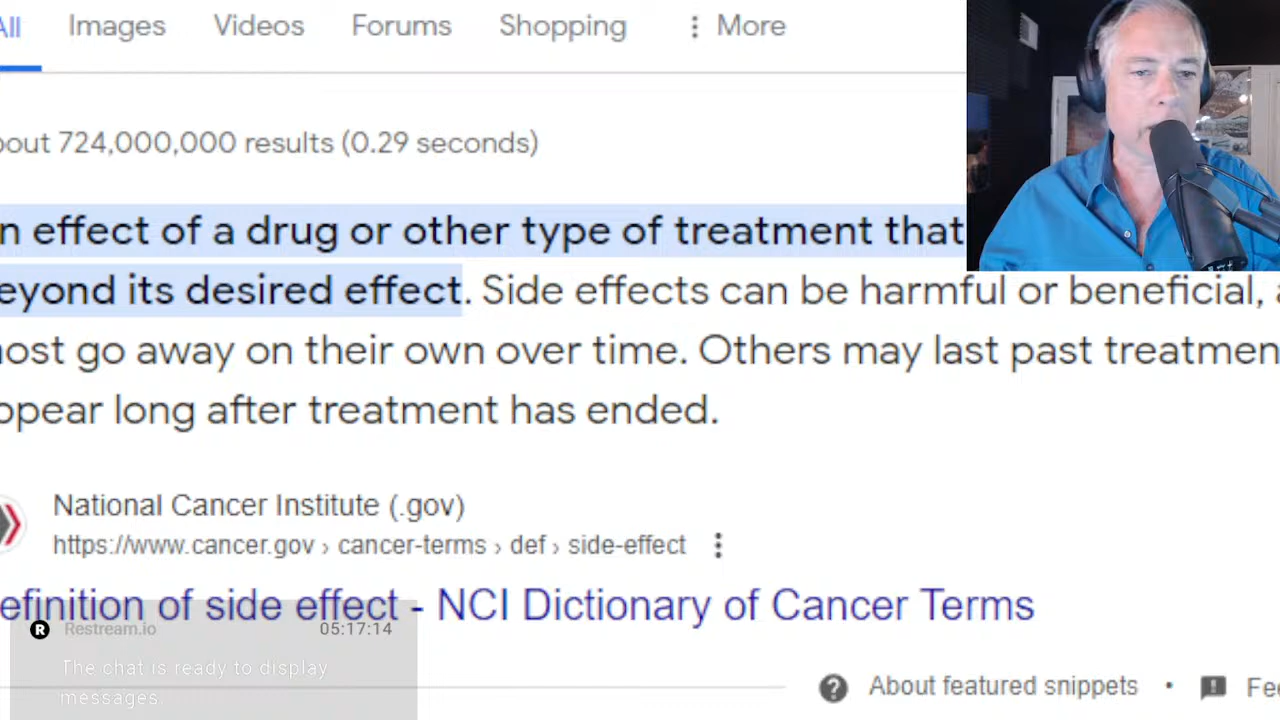 All Images Videos Forums Shopping More
bout 724,000,000 results (0.29 seconds)
n effect of a drug or other type of treatment that
eyond its desired effect. Side effects can be harmful or beneficial, a
nost go away on their own over time. Others may last past treatmen
ppear long after treatment has ended.
National Cancer Institute (.gov)
https://www.cancer.gov › cancer-terms › def › side-effect
efinition of side effect - NCI Dictionary of Cancer Terms
R Restream.io 05:17:14
The chat is ready to display
messages.
? About featured snippets • Fee